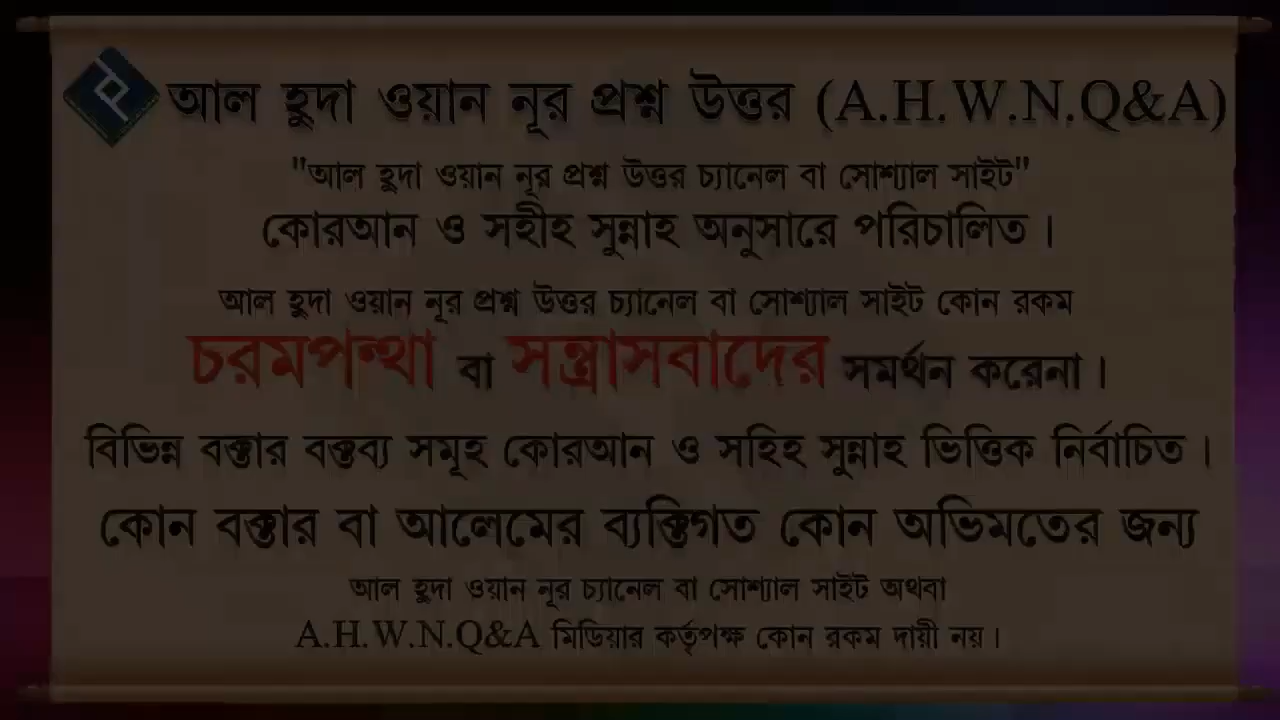 আল হুদা ওয়ান নূর প্রশ্ন উত্তর (A.H.W.N.Q&A)
"আল হুদা ওয়ান নূর প্রশ্ন উত্তর চ্যানেল বা সোশ্যাল সাইট"
কোরআন ও সহীহ সুন্নাহ অনুসারে পরিচালিত।
আল হুদা ওয়ান নূর প্রশ্ন উত্তর চ্যানেল বা সোশ্যাল সাইট কোন রকম
চরমপন্থা বা সন্ত্রাসবাদের সমর্থন করেনা।
বিভিন্ন বক্তার বক্তব্য সমূহ কোরআন ও সহিহ সুন্নাহ ভিত্তিক নির্বাচিত।
কোন বক্তার বা আলেমের ব্যক্তিগত কোন অভিমতের জন্য
আল হুদা ওয়ান নূর চ্যানেল বা সোশ্যাল সাইট অথবা
A.H.W.N.Q&A মিডিয়ার কর্তৃপক্ষ কোন রকম দায়ী নয়।